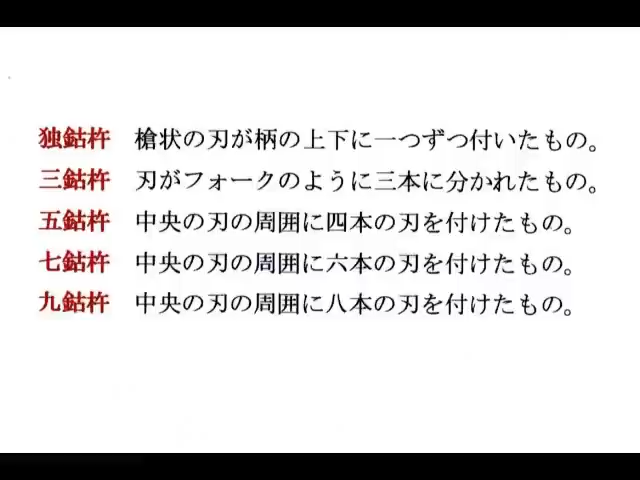 独鈷杵 槍状の刃が柄の上下に一つずつ付いたもの。
三鈷杵 刃がフォークのように三本に分かれたもの。
五鈷杵 中央の刃の周囲に四本の刃を付けたもの。
七鈷杵 中央の刃の周囲に六本の刃を付けたもの。
九鈷杵 中央の刃の周囲に八本の刃を付けたもの。